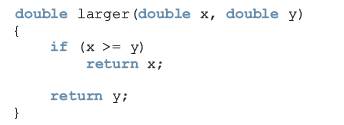 double larger(double x, double y)
{
    if (x >= y)
        return x;

    return y;
}